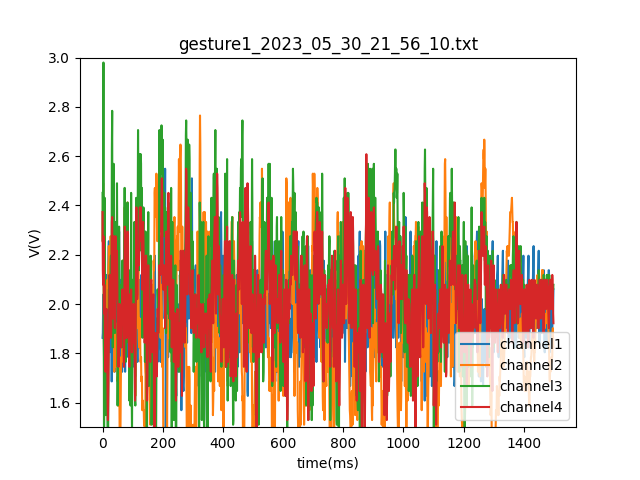 gesture1_2023_05_30_21_56_10.txt
3.0
2.8
2.6
2.4
2.2
2.0
1.8
1.6
V(V)
channel1
channel2
channel3
channel4
0 200 400 600 800 1000 1200 1400
time(ms)